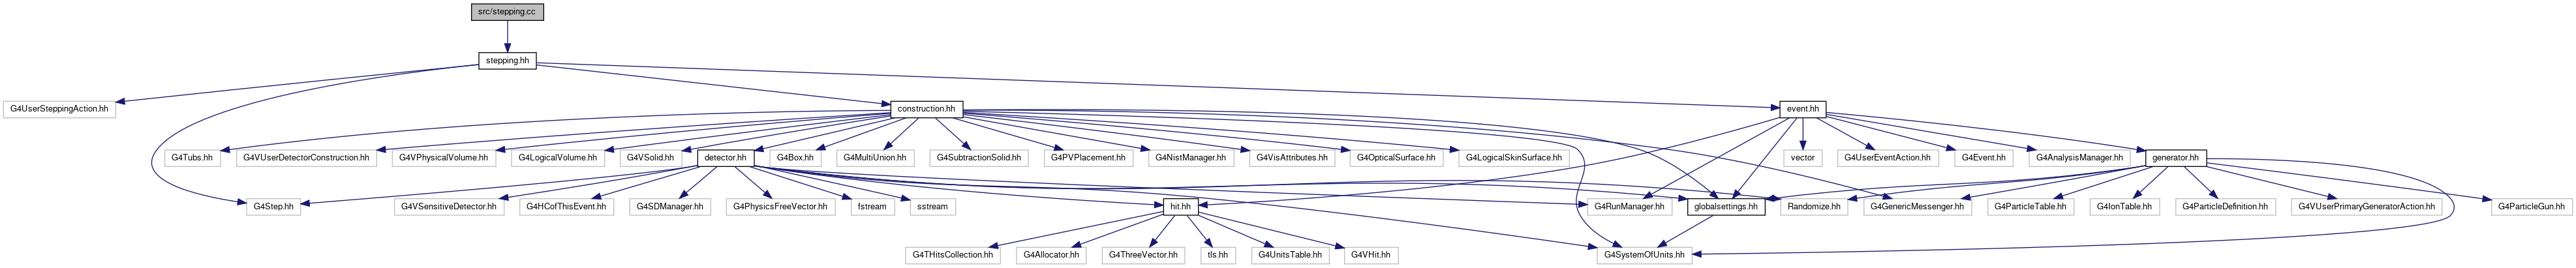 src/stepping.cc
stepping.hh
G4UserSteppingAction.hh
construction.hh
event.hh
G4Tubs.hh
G4VUserDetectorConstruction.hh
G4VPhysicalVolume.hh
G4LogicalVolume.hh
G4VSolid.hh
detector.hh
G4Box.hh
G4MultiUnion.hh
G4SubtractionSolid.hh
G4PVPlacement.hh
G4NistManager.hh
G4VisAttributes.hh
G4OpticalSurface.hh
G4LogicalSkinSurface.hh
vector
G4UserEventAction.hh
G4Event.hh
G4AnalysisManager.hh
generator.hh
G4Step.hh
G4VSensitiveDetector.hh
G4HCofThisEvent.hh
G4SDManager.hh
G4PhysicsFreeVector.hh
fstream
sstream
hit.hh
G4RunManager.hh
globalsettings.hh
Randomize.hh
G4GenericMessenger.hh
G4ParticleTable.hh
G4IonTable.hh
G4ParticleDefinition.hh
G4VUserPrimaryGeneratorAction.hh
G4ParticleGun.hh
G4THitsCollection.hh
G4Allocator.hh
G4ThreeVector.hh
tls.hh
G4UnitsTable.hh
G4VHit.hh
G4SystemOfUnits.hh